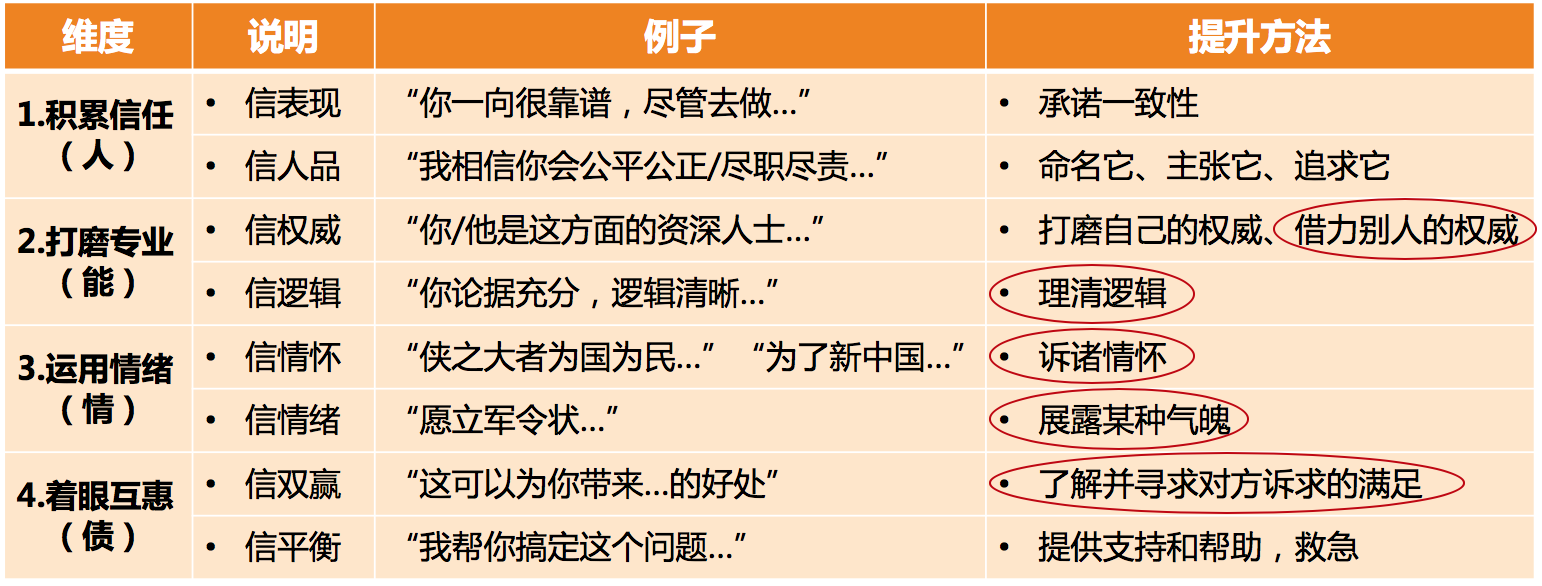 维度 说明 例子 提升方法
1.积累信任
（人）
• 信表现 “你一向很靠谱，尽管去做…” • 承诺一致性
• 信人品 “我相信你会公平公正/尽职尽责…” • 命名它、主张它、追求它
2.打磨专业
（能）
• 信权威 “你/他是这方面的资深人士…” • 打磨自己的权威、借力别人的权威
• 信逻辑 “你论据充分，逻辑清晰…” • 理清逻辑
3.运用情绪
（情）
• 信情怀 “侠之大者为国为民…” “为了新中国…” • 诉诸情怀
• 信情绪 “愿立军令状…” • 展露某种气魄
4.着眼互惠
（债）
• 信双赢 “这可以为你带来…的好处” • 了解并寻求对方诉求的满足
• 信平衡 “我帮你搞定这个问题…” • 提供支持和帮助，救急